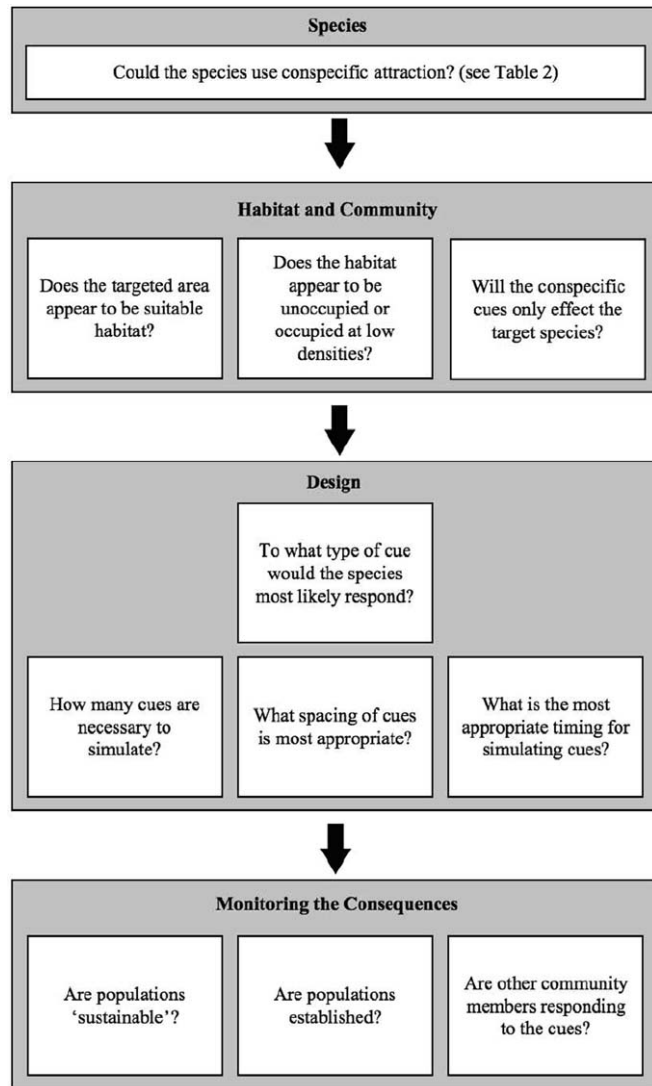 Species
Could the species use conspecific attraction? (see Table 2)
Habitat and Community
Does the targeted area
appear to be suitable
habitat?
Does the habitat
appear to be
unoccupied or
occupied at low
densities?
Will the conspecific
cues only effect the
target species?
Design
To what type of cue
would the species
most likely respond?
How many cues are
necessary to
simulate?
What spacing of cues
is most appropriate?
What is the most
appropriate timing for
simulating cues?
Monitoring the Consequences
Are populations
‘sustainable’?
Are populations
established?
Are other community
members responding
to the cues?